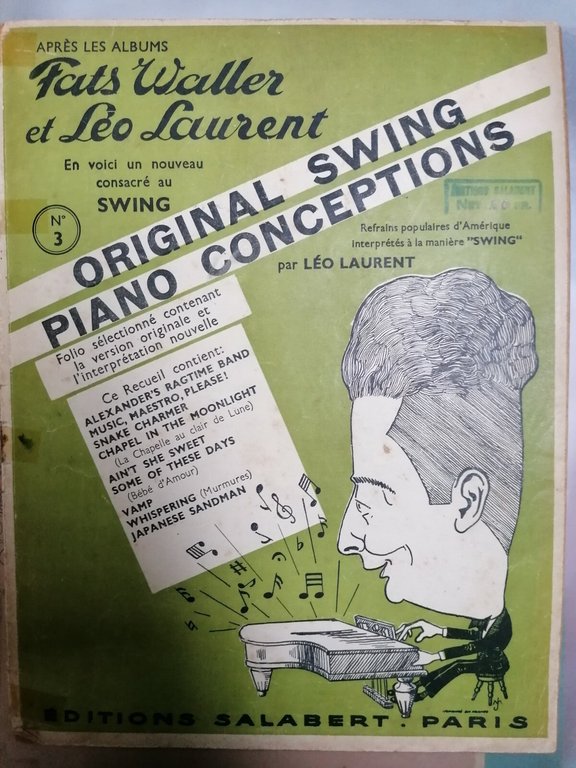 APRÈS LES ALBUMS
Fats Waller
et Léo Laurent
En voici un nouveau
consacré au
SWING
N°
3
ORIGINAL SWING
PIANO CONCEPTIONS
ÉDITIONS SALABERT
Refrains populaires d'Amérique
interprétés à la manière "SWING"
par LÉO LAURENT
Folio sélectionné contenant
la version originale et
l'interprétation nouvelle
Ce Recueil contient:
ALEXANDER'S RAGTIME BAND
MUSIC, MAESTRO, PLEASE!
SNAKE CHARMER
CHAPEL IN THE MOONLIGHT
(La Chapelle au clair de Lune)
AIN'T SHE SWEET
SOME OF THESE DAYS
(Bébé d'Amour)
VAMP
WHISPERING (Murmures)
JAPANESE SANDMAN
ÉDITIONS SALABERT. PARIS